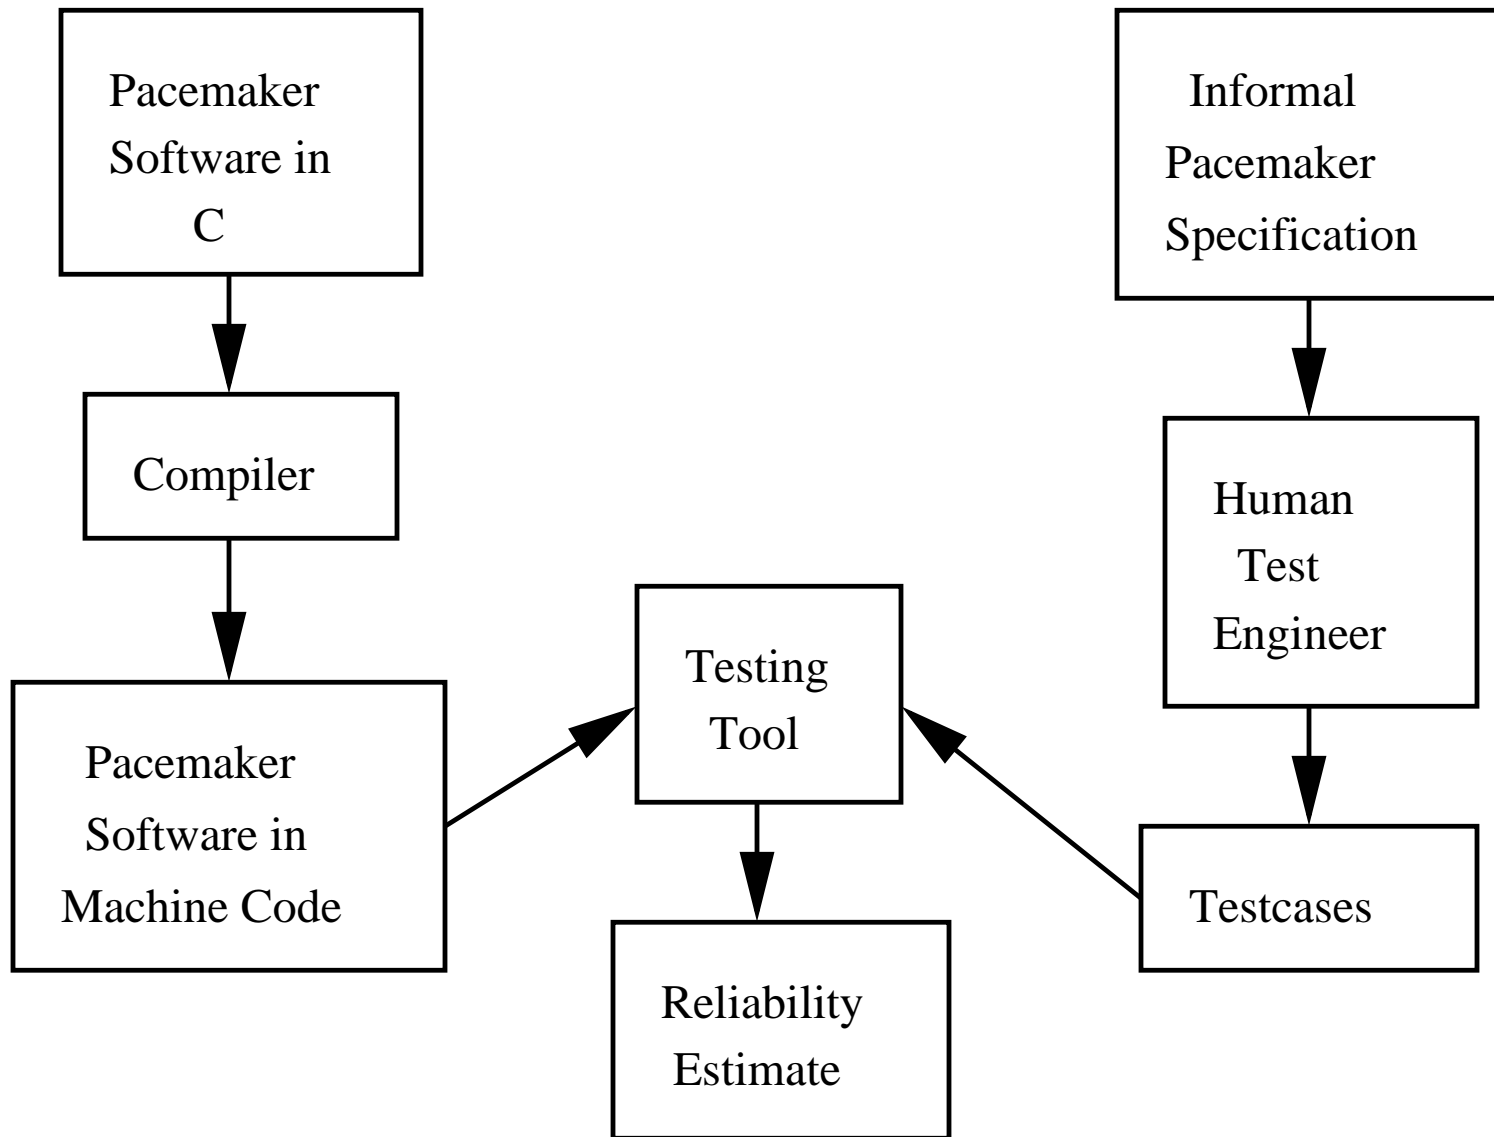 Pacemaker
Software in
C
Informal
Pacemaker
Specification
Compiler
Human
Test
Engineer
Testing
Tool
Pacemaker
Software in
Machine Code
Testcases
Reliability
Estimate